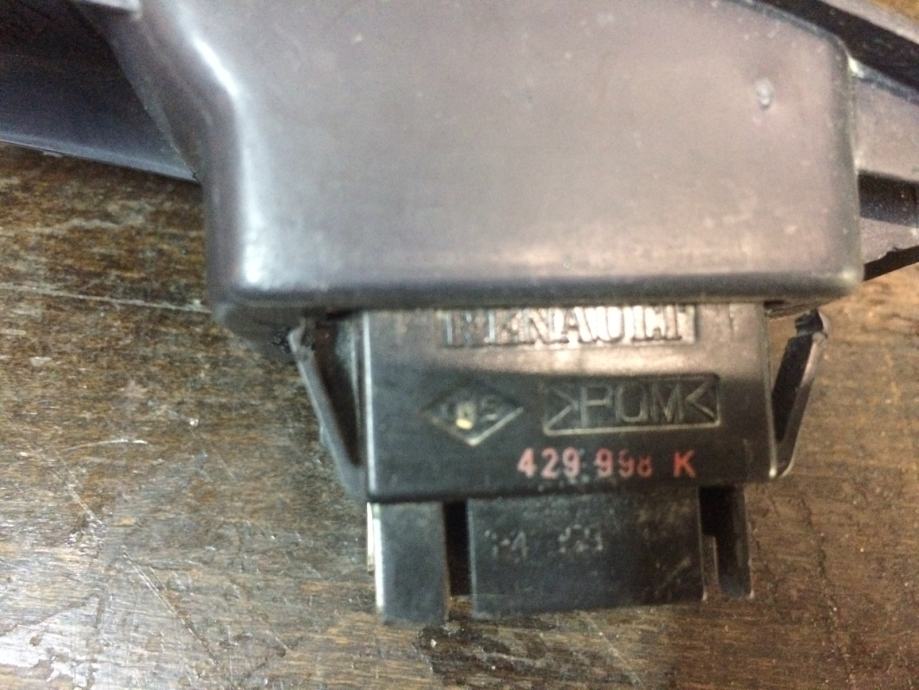 RENAULT
>POM<
429 998 K